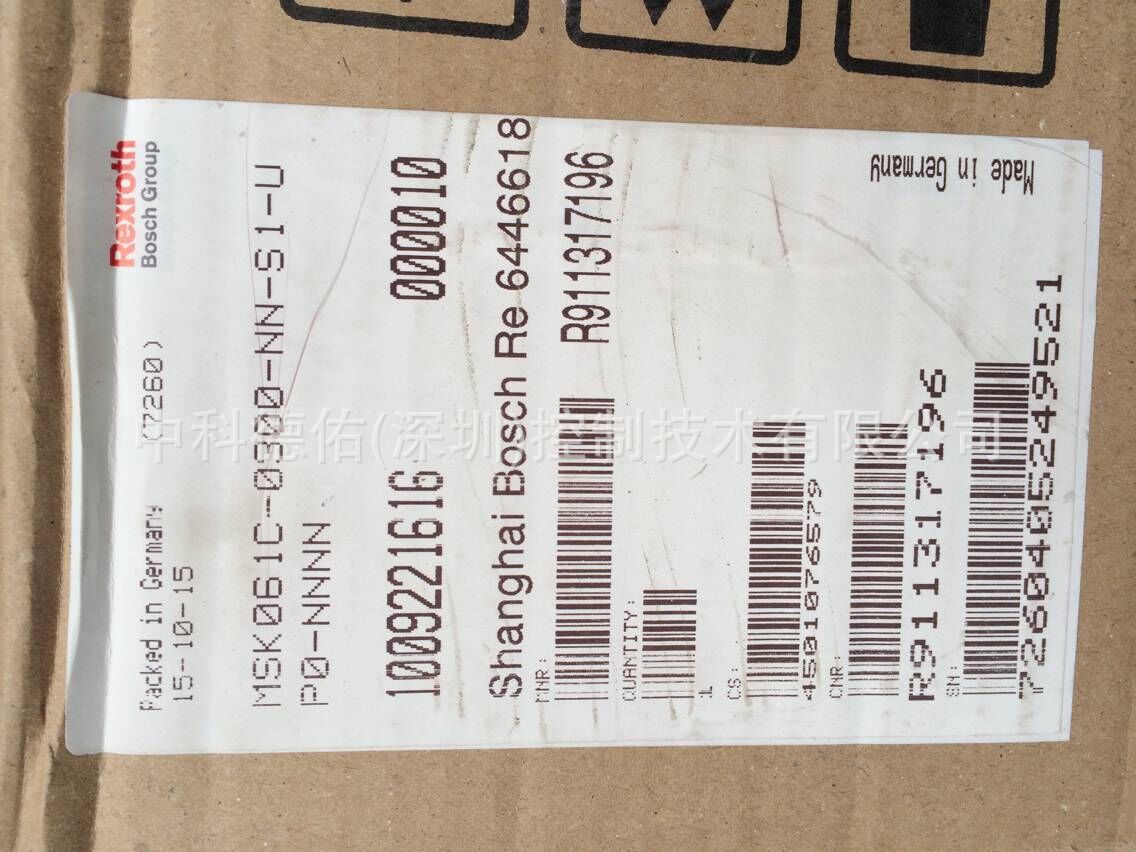 Rexroth
Bosch Group
Packed in Germany (7260)
15-10-15
MSK061C-0300-NN-S1-U
P0-NNNN
1009221616 000010
Shanghai Bosch Re 6446618
MNR: R911317196
QUANTITY:
1L
CS:
4501076579
CNR:
R911317196
SN:
7260405249521
Made in Germany
中科德佑(深圳)控制技术有限公司